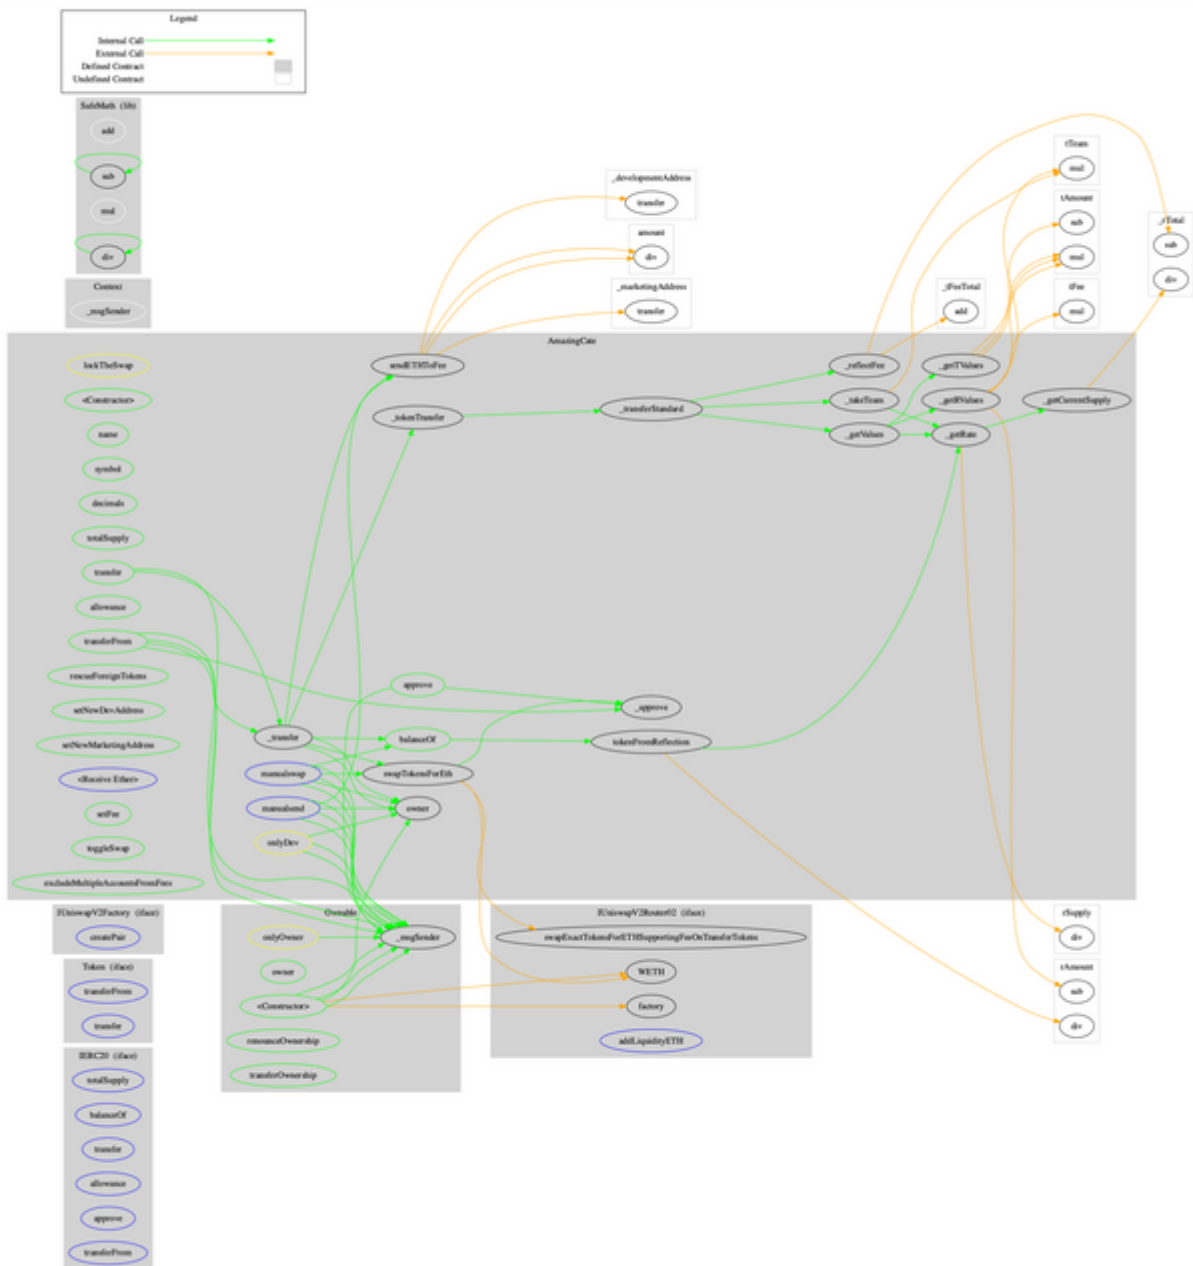 Legend
Internal Call
External Call
Defined Contract
Undefined Contract
SafeMath (lib)
add
sub
mul
div
Context
_msgSender
_developmentAddress
transfer
amount
div
_marketingAddress
transfer
_tFeeTotal
add
tTeam
mul
tAmount
sub
mul
tFee
mul
_tTotal
sub
div
AmazingCate
lockTheSwap
<Constructor>
name
symbol
decimals
totalSupply
transfer
allowance
transferFrom
rescueForeignTokens
setNewDevAddress
setNewMarketingAddress
<Receive Ether>
setFee
toggleSwap
excludeMultipleAccountsFromFees
_transfer
manualswap
manualsend
onlyDev
sendETHToFee
_tokenTransfer
approve
balanceOf
swapTokensForEth
owner
_transferStandard
_approve
tokenFromReflection
_reflectFee
_takeTeam
_getValues
_getTValues
_getRValues
_getRate
_getCurrentSupply
IUniswapV2Factory (iface)
createPair
Token (iface)
transferFrom
transfer
IERC20 (iface)
totalSupply
balanceOf
transfer
allowance
approve
transferFrom
Ownable
onlyOwner
owner
<Constructor>
renounceOwnership
transferOwnership
_msgSender
IUniswapV2Router02 (iface)
swapExactTokensForETHSupportingFeeOnTransferTokens
WETH
factory
addLiquidityETH
rSupply
div
rAmount
sub
div